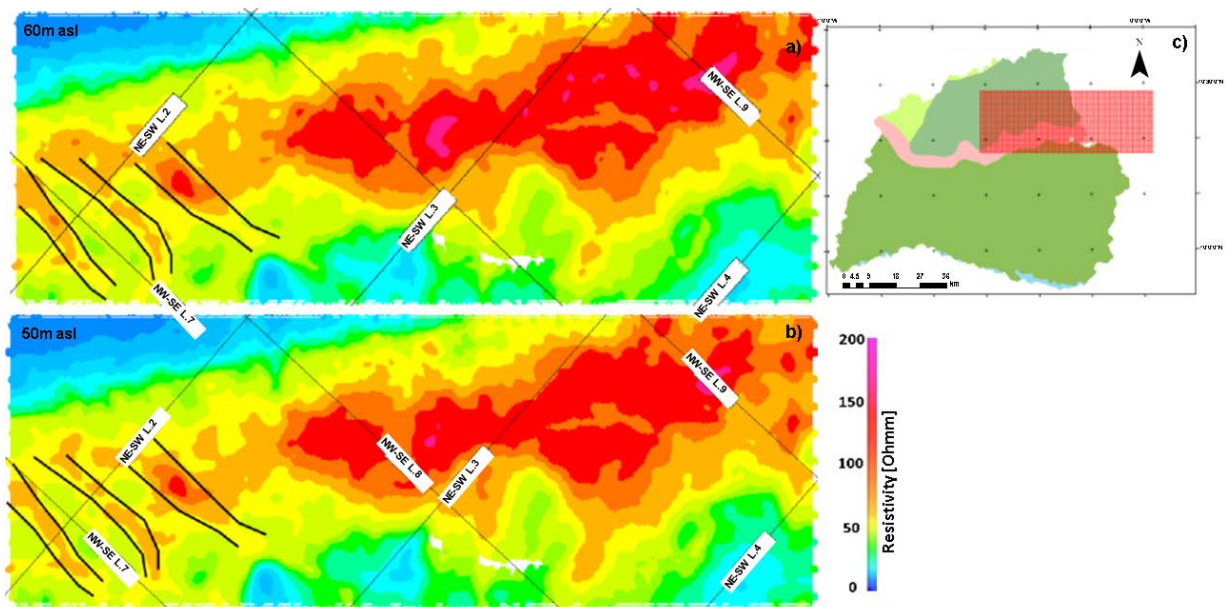 60m asl
a)
NE-SW L.2
NW-SE L.9
NE-SW L.3
NE-SW L.4
NW-SE L.7
c)
N
0 4.5 9 18 27 36
KM
50m asl
b)
NW-SE L.9
NE-SW L.2
NW-SE L.8
NE-SW L.3
NW-SE L.7
NE-SW L.4
200
150
100
50
0
Resistivity [Ohmm]